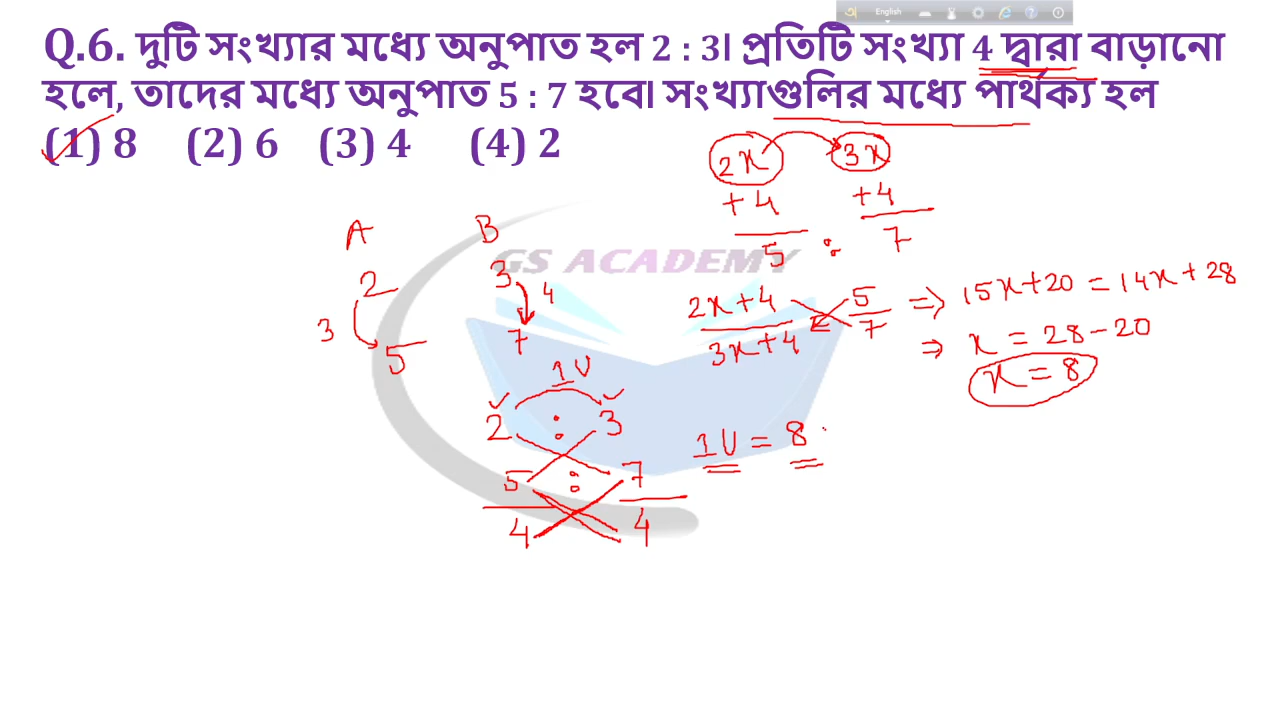 English
Q.6. দুটি সংখ্যার মধ্যে অনুপাত হল 2 : 3। প্রতিটি সংখ্যা 4 দ্বারা বাড়ানো
হলে, তাদের মধ্যে অনুপাত 5 : 7 হবে। সংখ্যাগুলির মধ্যে পার্থক্য হল
(1) 8 (2) 6 (3) 4 (4) 2
2x 3x
+4 +4
5 : 7
A B
2 3
3 4
5 7
GS ACADEMY
2x+4 5
3x+4 7
=> 15x+20 = 14x+28
=> x = 28-20
x = 8
1U
2 : 3
5 : 7
4 4
1U = 8